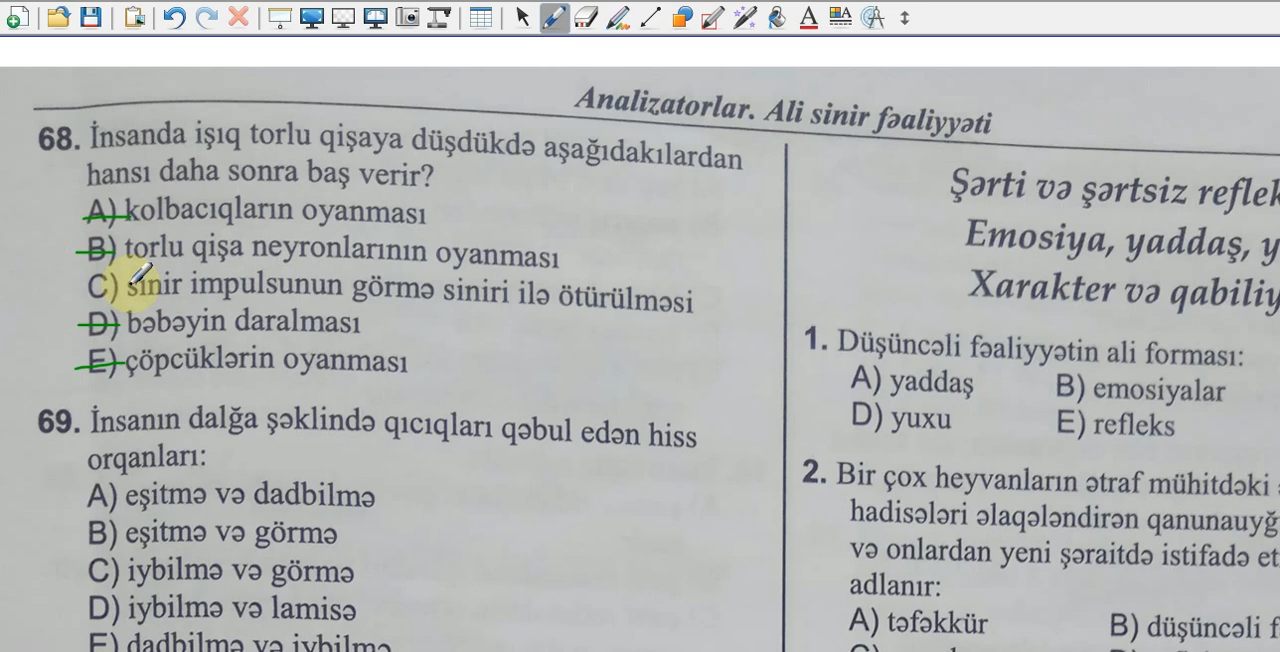 Analizatorlar. Ali sinir fəaliyyəti
68. İnsanda işıq torlu qişaya düşdükdə aşağıdakılardan
hansı daha sonra baş verir?
A) kolbacıqların oyanması
B) torlu qişa neyronlarının oyanması
C) sinir impulsunun görmə siniri ilə ötürülməsi
D) bəbəyin daralması
E) çöpcüklərin oyanması
69. İnsanın dalğa şəklində qıcıqları qəbul edən hiss
orqanları:
A) eşitmə və dadbilmə
B) eşitmə və görmə
C) iybilmə və görmə
D) iybilmə və lamisə
E) dadbilmə və iybilmə
Şərti və şərtsiz reflek
Emosiya, yaddaş, y
Xarakter və qabiliy
1. Düşüncəli fəaliyyətin ali forması:
A) yaddaş B) emosiyalar
D) yuxu E) refleks
2. Bir çox heyvanların ətraf mühitdəki
hadisələri əlaqələndirən qanunauyğ
və onlardan yeni şəraitdə istifadə et
adlanır:
A) təfəkkür B) düşüncəli f